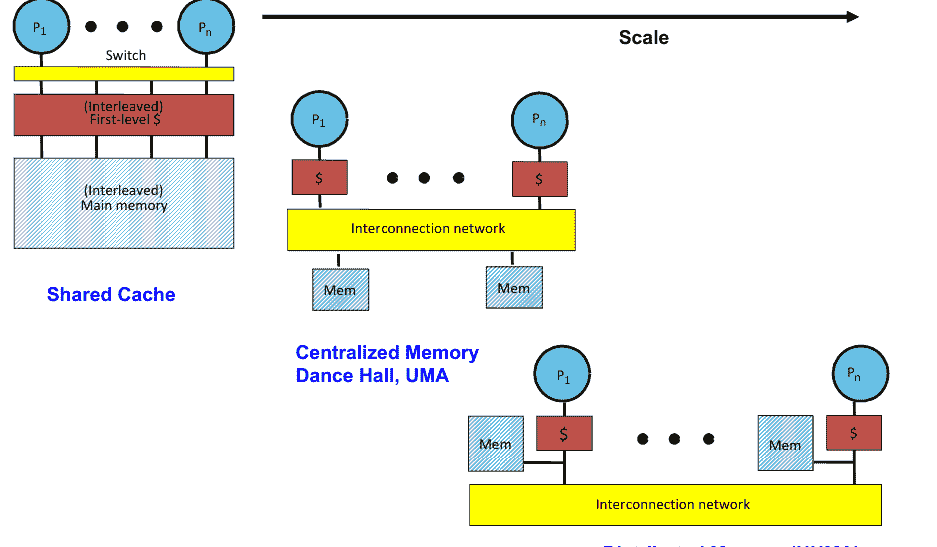 P1
Pn
Scale
Switch
(Interleaved)
First-level $
(Interleaved)
Main memory
Shared Cache
P1
Pn
$
$
Interconnection network
Mem
Mem
Centralized Memory
Dance Hall, UMA
P1
Pn
Mem
$
Mem
$
Interconnection network